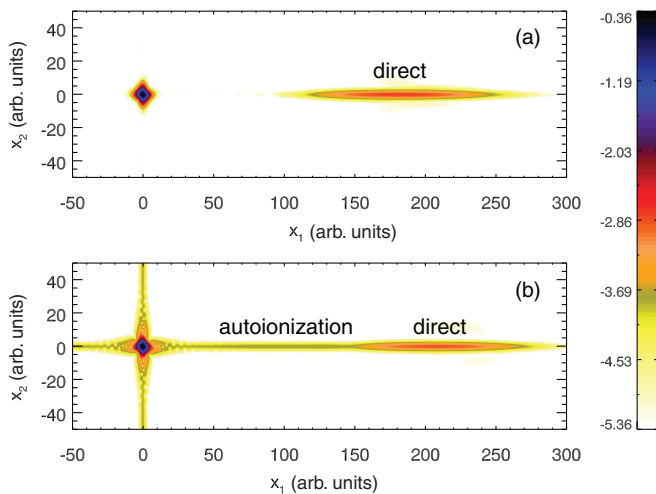 (a)
direct
x₂ (arb. units)
40
20
0
-20
-40
-50 0 50 100 150 200 250 300
x₁ (arb. units)
(b)
autoionization direct
x₂ (arb. units)
40
20
0
-20
-40
-50 0 50 100 150 200 250 300
x₁ (arb. units)
-0.36
-1.19
-2.03
-2.86
-3.69
-4.53
-5.36